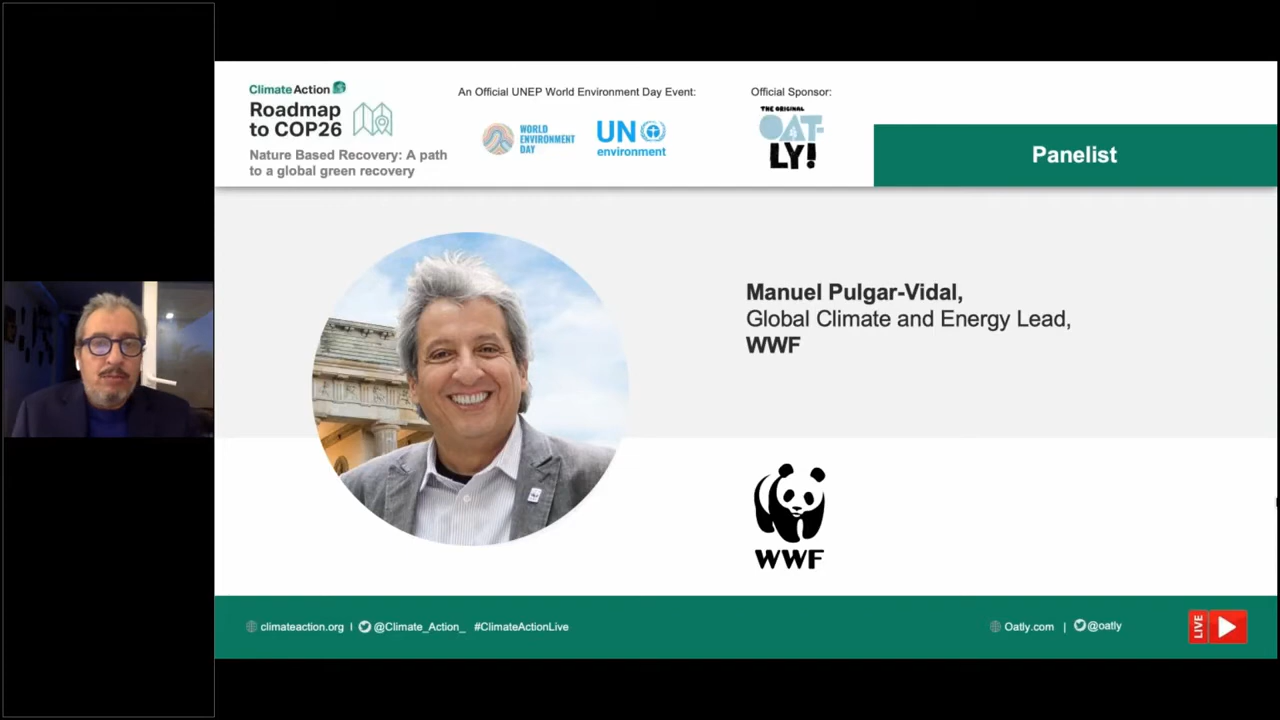 ClimateAction
Roadmap
to COP26
Nature Based Recovery: A path
to a global green recovery
An Official UNEP World Environment Day Event:
WORLD
ENVIRONMENT
DAY
UN
environment
Official Sponsor:
THE ORIGINAL
OAT-
LY!
Panelist
Manuel Pulgar-Vidal,
Global Climate and Energy Lead,
WWF
WWF
climateaction.org | @Climate_Action_ #ClimateActionLive
Oatly.com | @oatly
LIVE